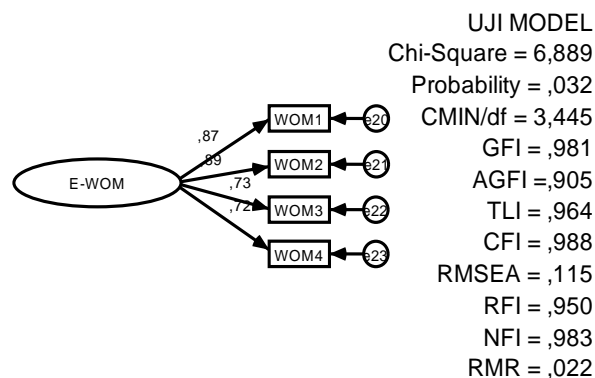 UJI MODEL
Chi-Square = 6,889
Probability = ,032
CMIN/df = 3,445
GFI = ,981
AGFI =,905
TLI = ,964
CFI = ,988
RMSEA = ,115
RFI = ,950
NFI = ,983
RMR = ,022
E-WOM
,87
,89
,73
,72
WOM1
e20
WOM2
e21
WOM3
e22
WOM4
e23